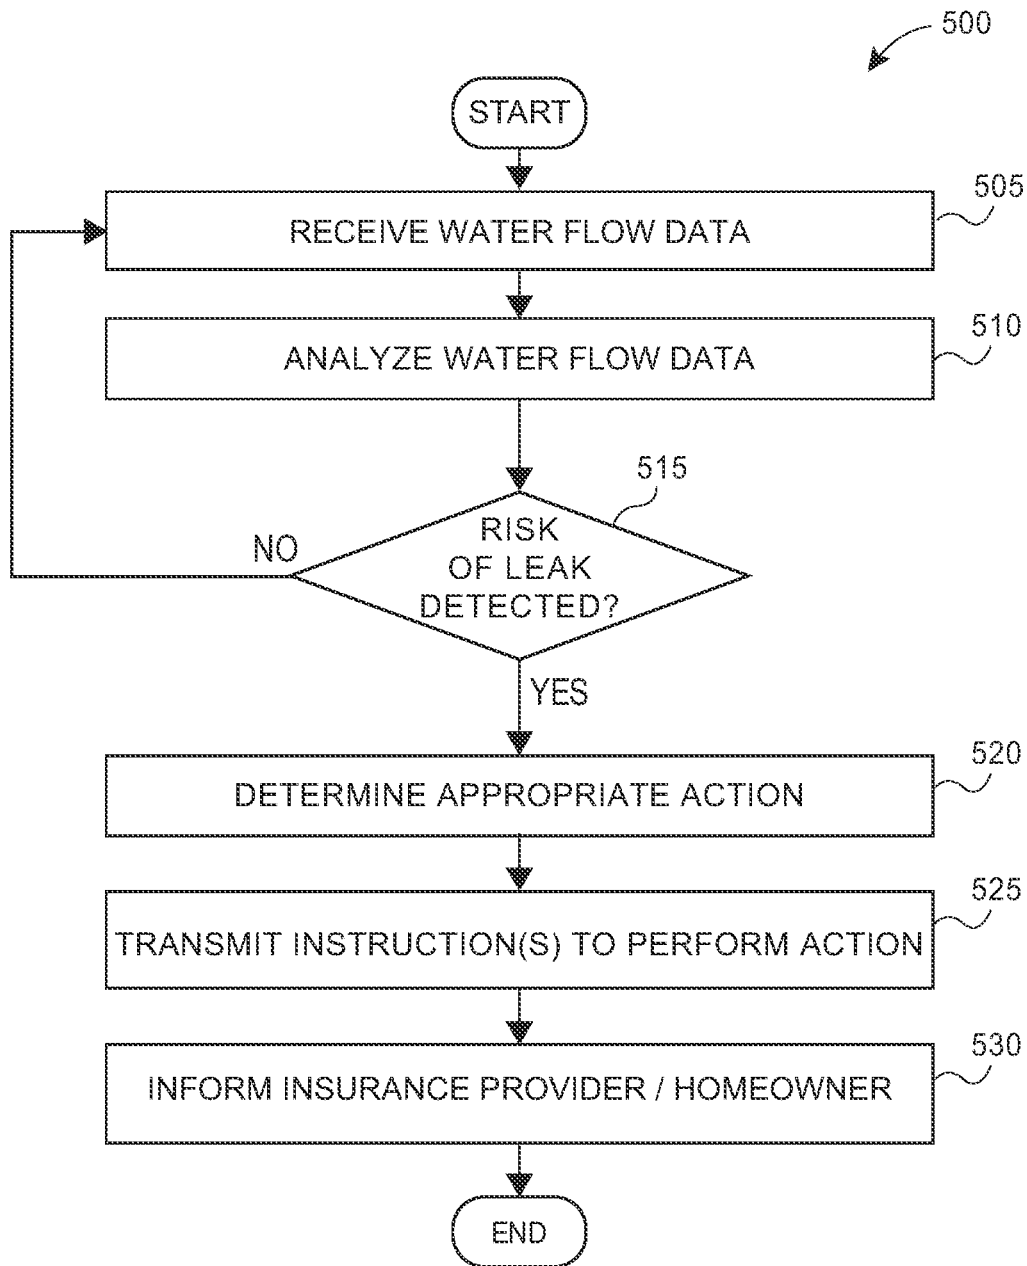 500
START
505
RECEIVE WATER FLOW DATA
510
ANALYZE WATER FLOW DATA
515
RISK
OF LEAK
DETECTED?
NO
YES
520
DETERMINE APPROPRIATE ACTION
525
TRANSMIT INSTRUCTION(S) TO PERFORM ACTION
530
INFORM INSURANCE PROVIDER / HOMEOWNER
END